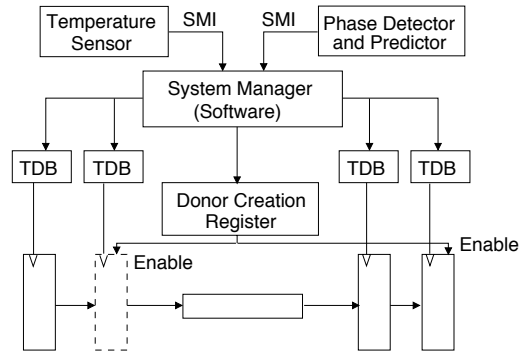 Temperature
Sensor
SMI
SMI
Phase Detector
and Predictor
System Manager
(Software)
TDB
TDB
TDB
TDB
Donor Creation
Register
Enable
Enable